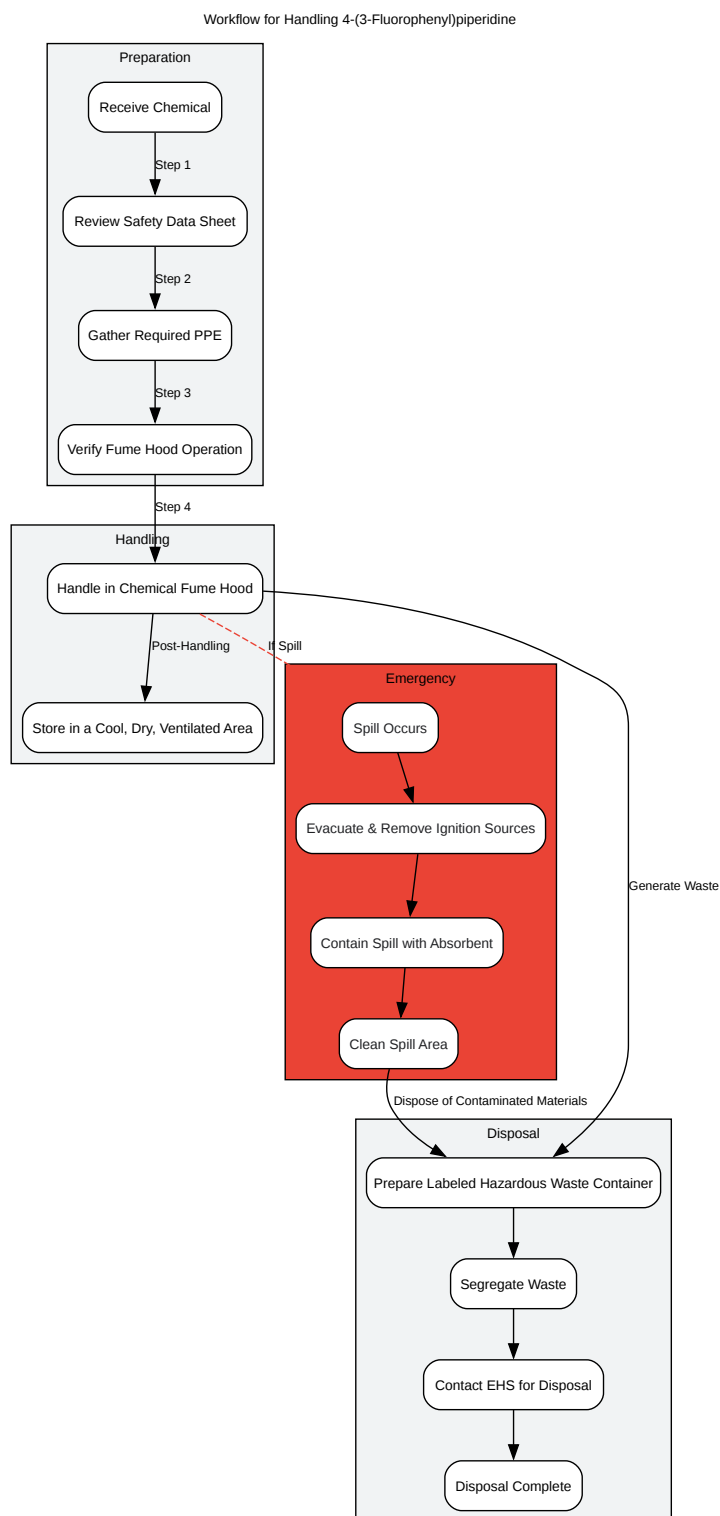 Workflow for Handling 4-(3-Fluorophenyl)piperidine
Preparation
Receive Chemical
Step 1
Review Safety Data Sheet
Step 2
Gather Required PPE
Step 3
Verify Fume Hood Operation
Step 4
Handling
Handle in Chemical Fume Hood
Post-Handling
If Spill
Store in a Cool, Dry, Ventilated Area
Emergency
Spill Occurs
Evacuate & Remove Ignition Sources
Generate Waste
Contain Spill with Absorbent
Clean Spill Area
Dispose of Contaminated Materials
Disposal
Prepare Labeled Hazardous Waste Container
Segregate Waste
Contact EHS for Disposal
Disposal Complete